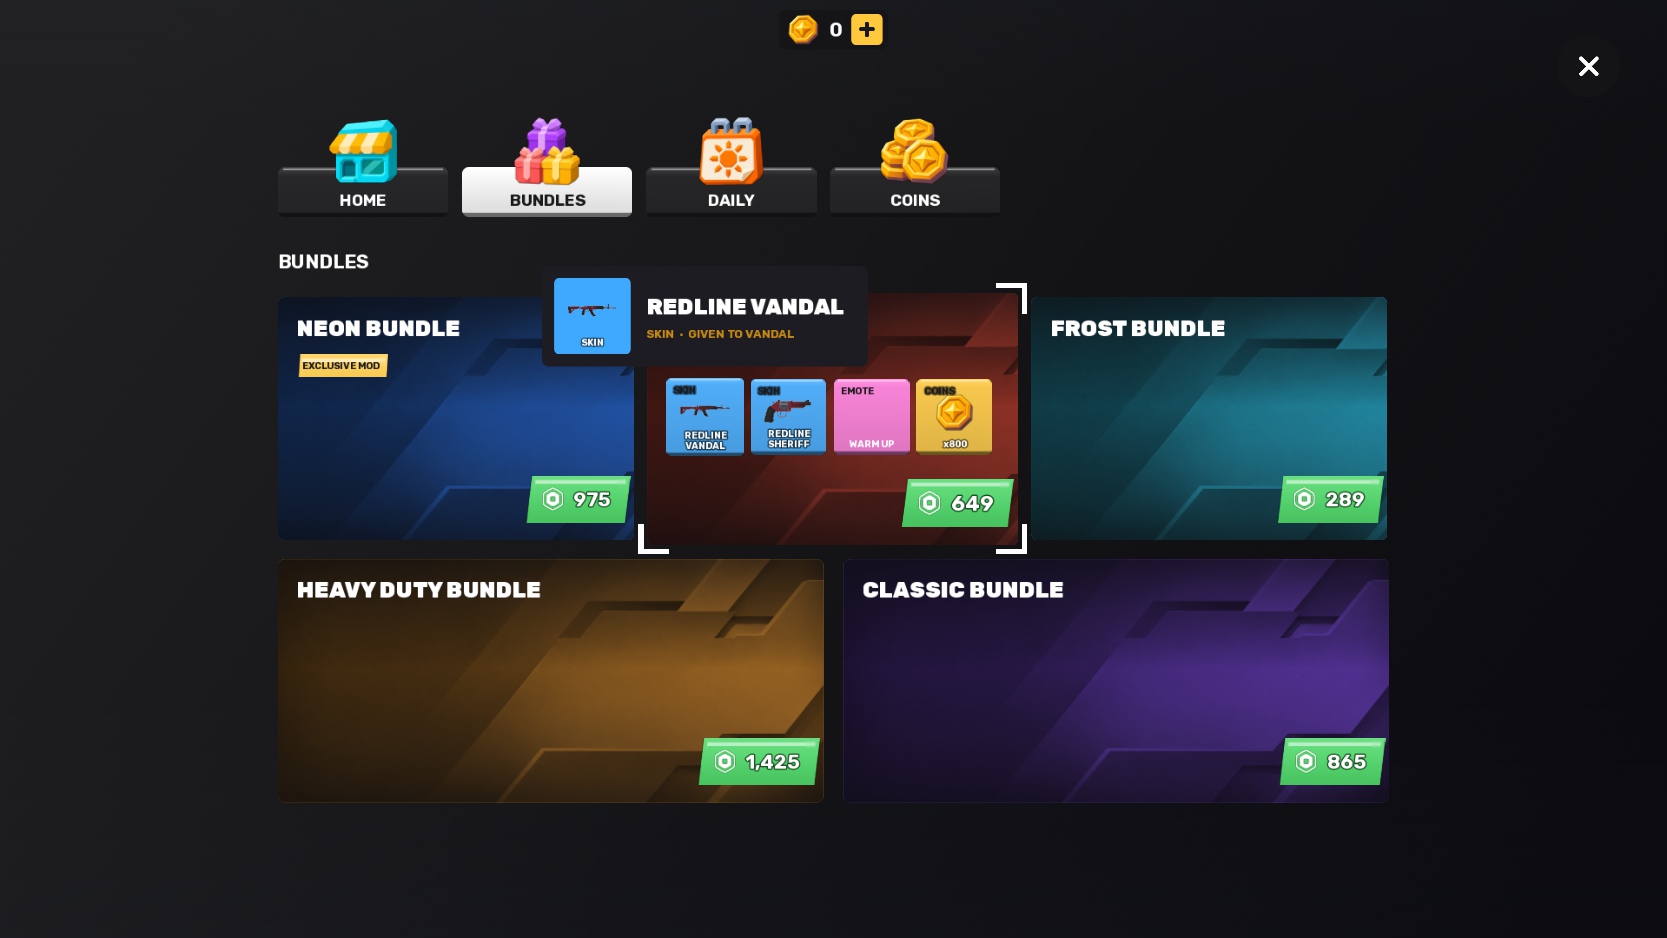 0
HOME
BUNDLES
DAILY
COINS
BUNDLES
NEON BUNDLE
EXCLUSIVE MOD
975
SKIN
REDLINE VANDAL
SKIN · GIVEN TO VANDAL
SKIN
REDLINE
VANDAL
SKIN
REDLINE
SHERIFF
EMOTE
WARM UP
COINS
x800
649
FROST BUNDLE
289
HEAVY DUTY BUNDLE
1,425
CLASSIC BUNDLE
865